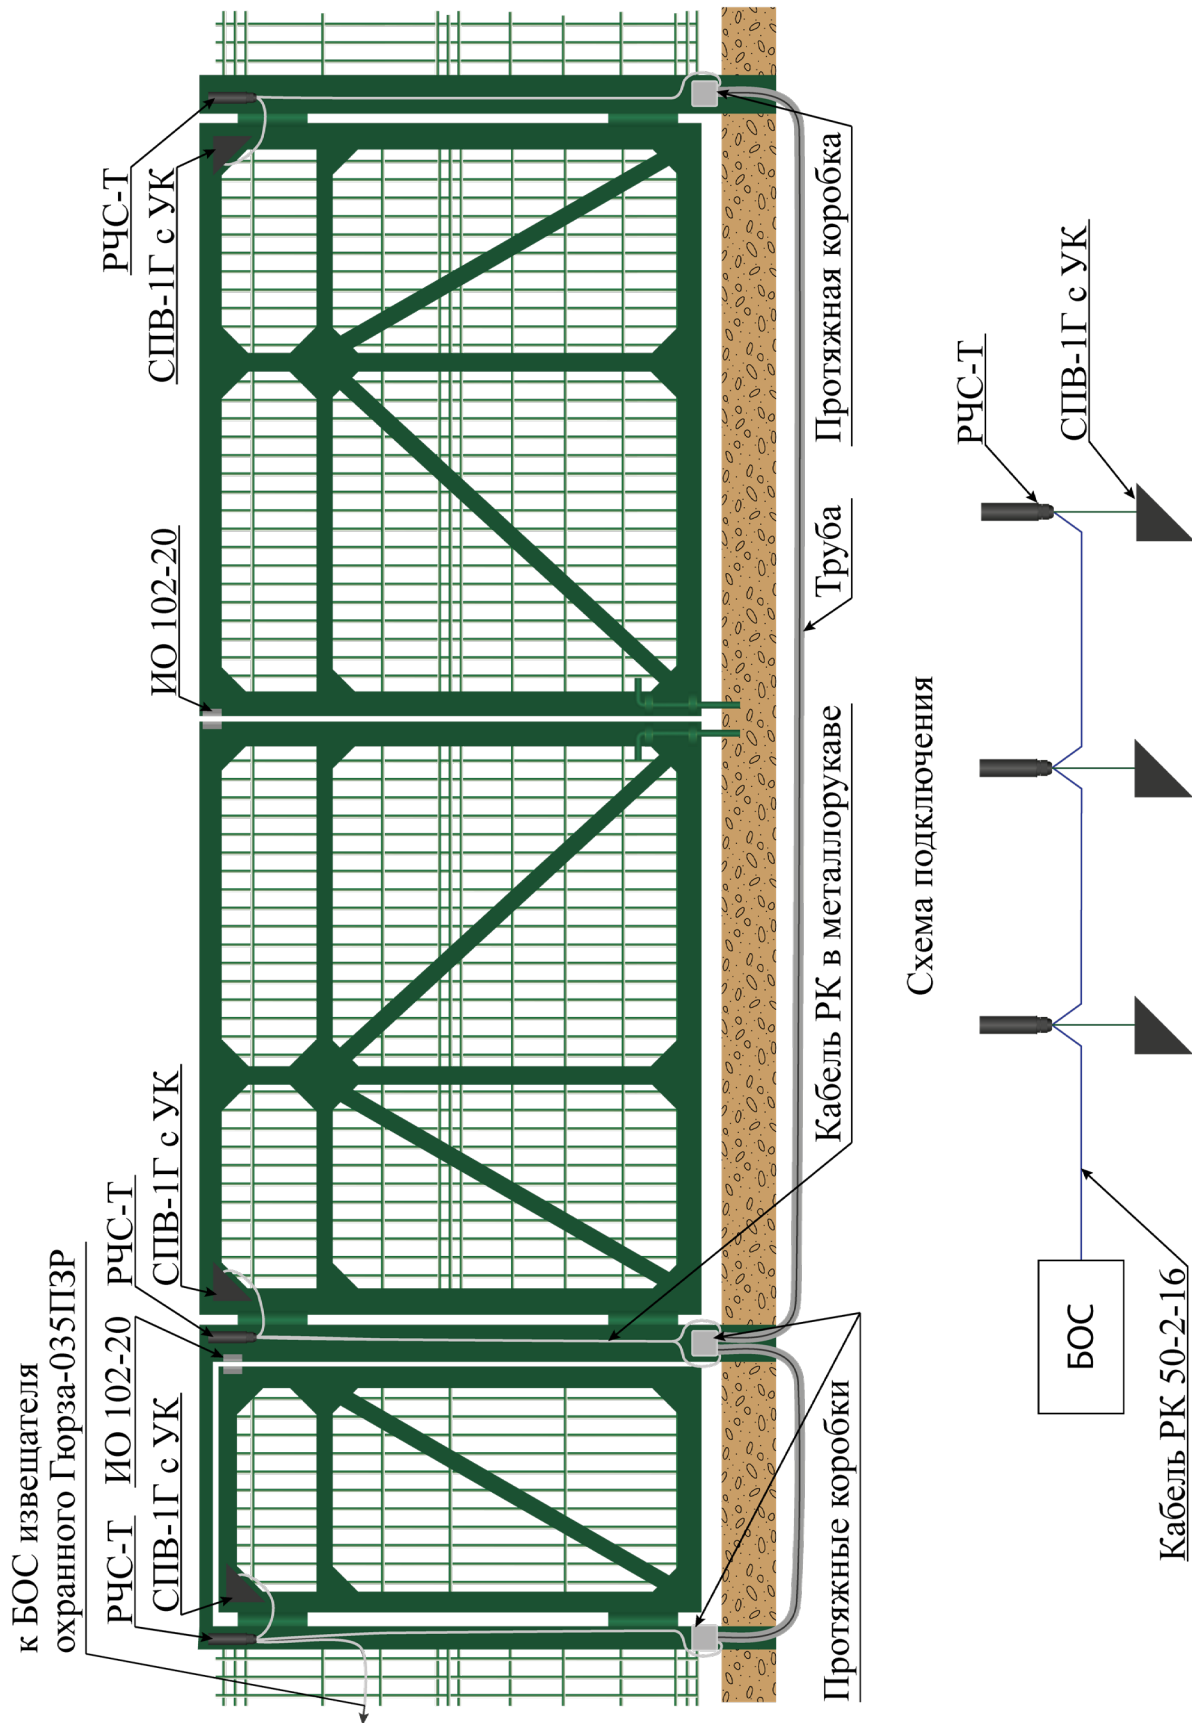 к БОС извещателя
охранного Гюрза-035ПЗР
РЧС-Т
СПВ-1Г с УК
ИО 102-20
РЧС-Т
СПВ-1Г с УК
ИО 102-20
РЧС-Т
СПВ-1Г с УК
Протяжные коробки
Кабель РК в металлорукаве
Труба
Протяжная коробка
Схема подключения
БОС
Кабель РК 50-2-16
РЧС-Т
СПВ-1Г с УК